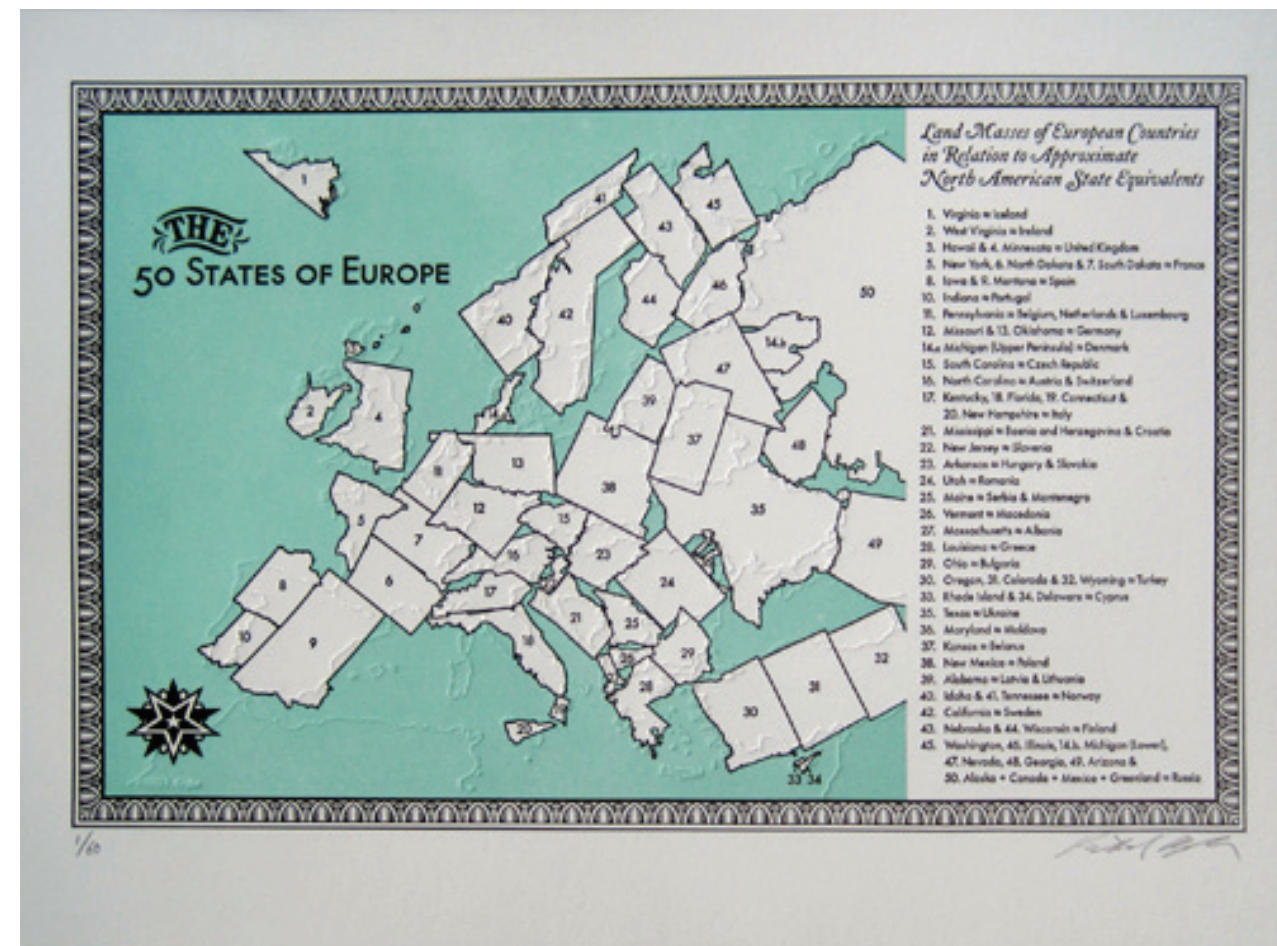 THE
50 STATES OF EUROPE
Land Masses of European Countries
in Relation to Approximate
North American State Equivalents
1. Virginia ≈ Iceland
2. West Virginia ≈ Ireland
3. Hawaii & 4. Minnesota ≈ United Kingdom
5. New York, 6. North Dakota & 7. South Dakota ≈ France
8. Iowa & 9. Montana ≈ Spain
10. Indiana ≈ Portugal
11. Pennsylvania ≈ Belgium, Netherlands & Luxembourg
12. Missouri & 13. Oklahoma ≈ Germany
14.a Michigan (Upper Peninsula) ≈ Denmark
15. South Carolina ≈ Czech Republic
16. North Carolina ≈ Austria & Switzerland
17. Kentucky, 18. Florida, 19. Connecticut &
20. New Hampshire ≈ Italy
21. Mississippi ≈ Bosnia and Herzegovina & Croatia
22. New Jersey ≈ Slovenia
23. Arkansas ≈ Hungary & Slovakia
24. Utah ≈ Romania
25. Maine ≈ Serbia & Montenegro
26. Vermont ≈ Macedonia
27. Massachusetts ≈ Albania
28. Louisiana ≈ Greece
29. Ohio ≈ Bulgaria
30. Oregon, 31. Colorado & 32. Wyoming ≈ Turkey
33. Rhode Island & 34. Delaware ≈ Cyprus
35. Texas ≈ Ukraine
36. Maryland ≈ Moldova
37. Kansas ≈ Belarus
38. New Mexico ≈ Poland
39. Alabama ≈ Latvia & Lithuania
40. Idaho & 41. Tennessee ≈ Norway
42. California ≈ Sweden
43. Nebraska & 44. Wisconsin ≈ Finland
45. Washington, 46. Illinois, 14.b. Michigan (Lower),
47. Nevada, 48. Georgia, 49. Arizona &
50. Alaska + Canada + Mexico + Greenland ≈ Russia
1
41
45
43
50
46
44
42
40
14.b
47
2
4
39
48
37
13
11
38
12
35
5
15
7
49
16
23
6
24
8
17
9
10
21
25
18
29
32
26
28
31
30
20
33 34
1/60